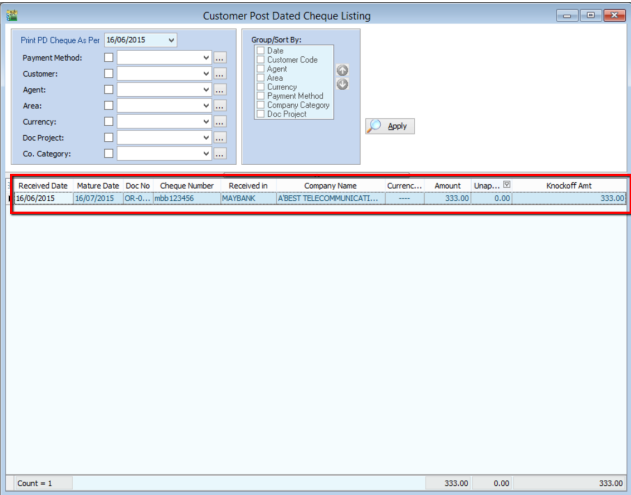 Customer Post Dated Cheque Listing
Print PD Cheque As Per 16/06/2015
Payment Method:
Customer:
Agent:
Area:
Currency:
Doc Project:
Co. Category:
Group/Sort By:
Date
Customer Code
Agent
Area
Currency
Payment Method
Company Category
Doc Project
Apply
Received Date Mature Date Doc No Cheque Number Received in Company Name Currenc... Amount Unap... Knockoff Amt
16/06/2015 16/07/2015 OR-0... mbb123456 MAYBANK A'BEST TELECOMMUNICATI... ---- 333.00 0.00 333.00
Count = 1 333.00 0.00 333.00